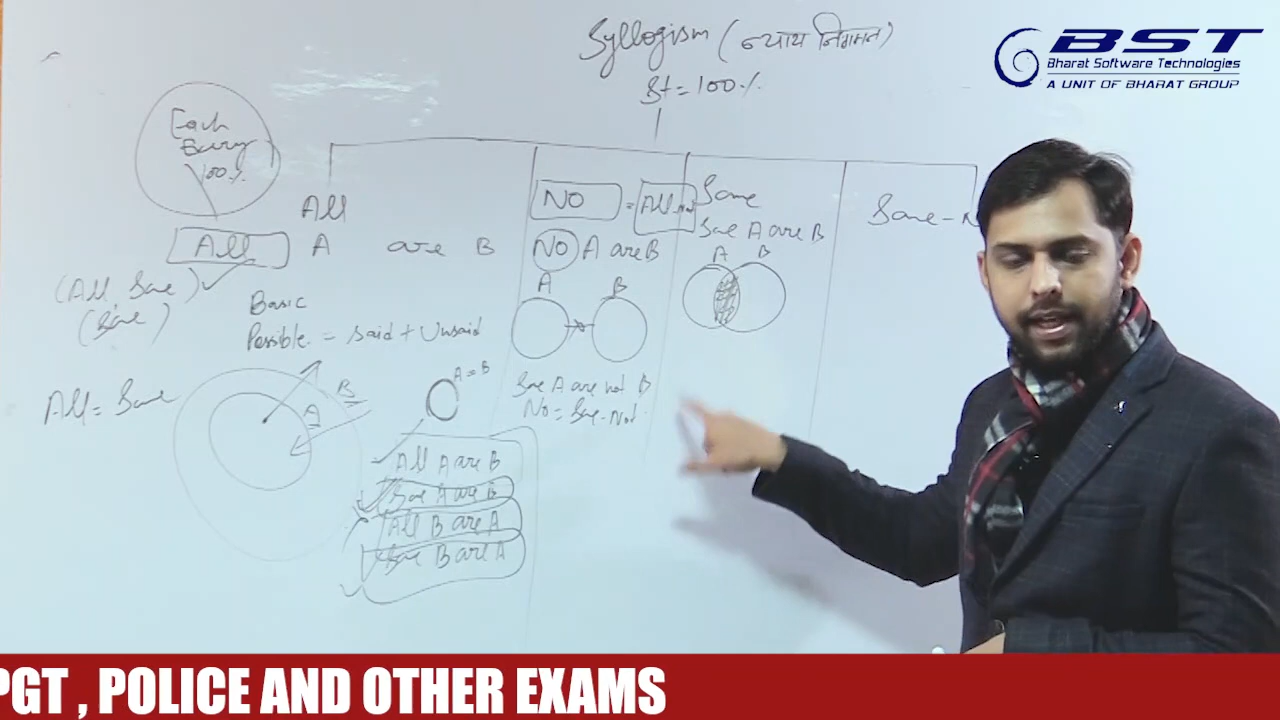 Syllogism (न्याय निगमन)
St = 100%
BST
Bharat Software Technologies
A UNIT OF BHARAT GROUP
Each
Every
100%
All
All A are B
(All, Some)
(Some)
Basic
Possible = Said + Unsaid
All = Some
B
A
A = B
All A are B
Some A are B
All B are A
Some B are A
NO = All not
NO A are B
A B
Some A are not B
No = Some-Not
Some
Some A are B
A B
Some - N
PGT , POLICE AND OTHER EXAMS